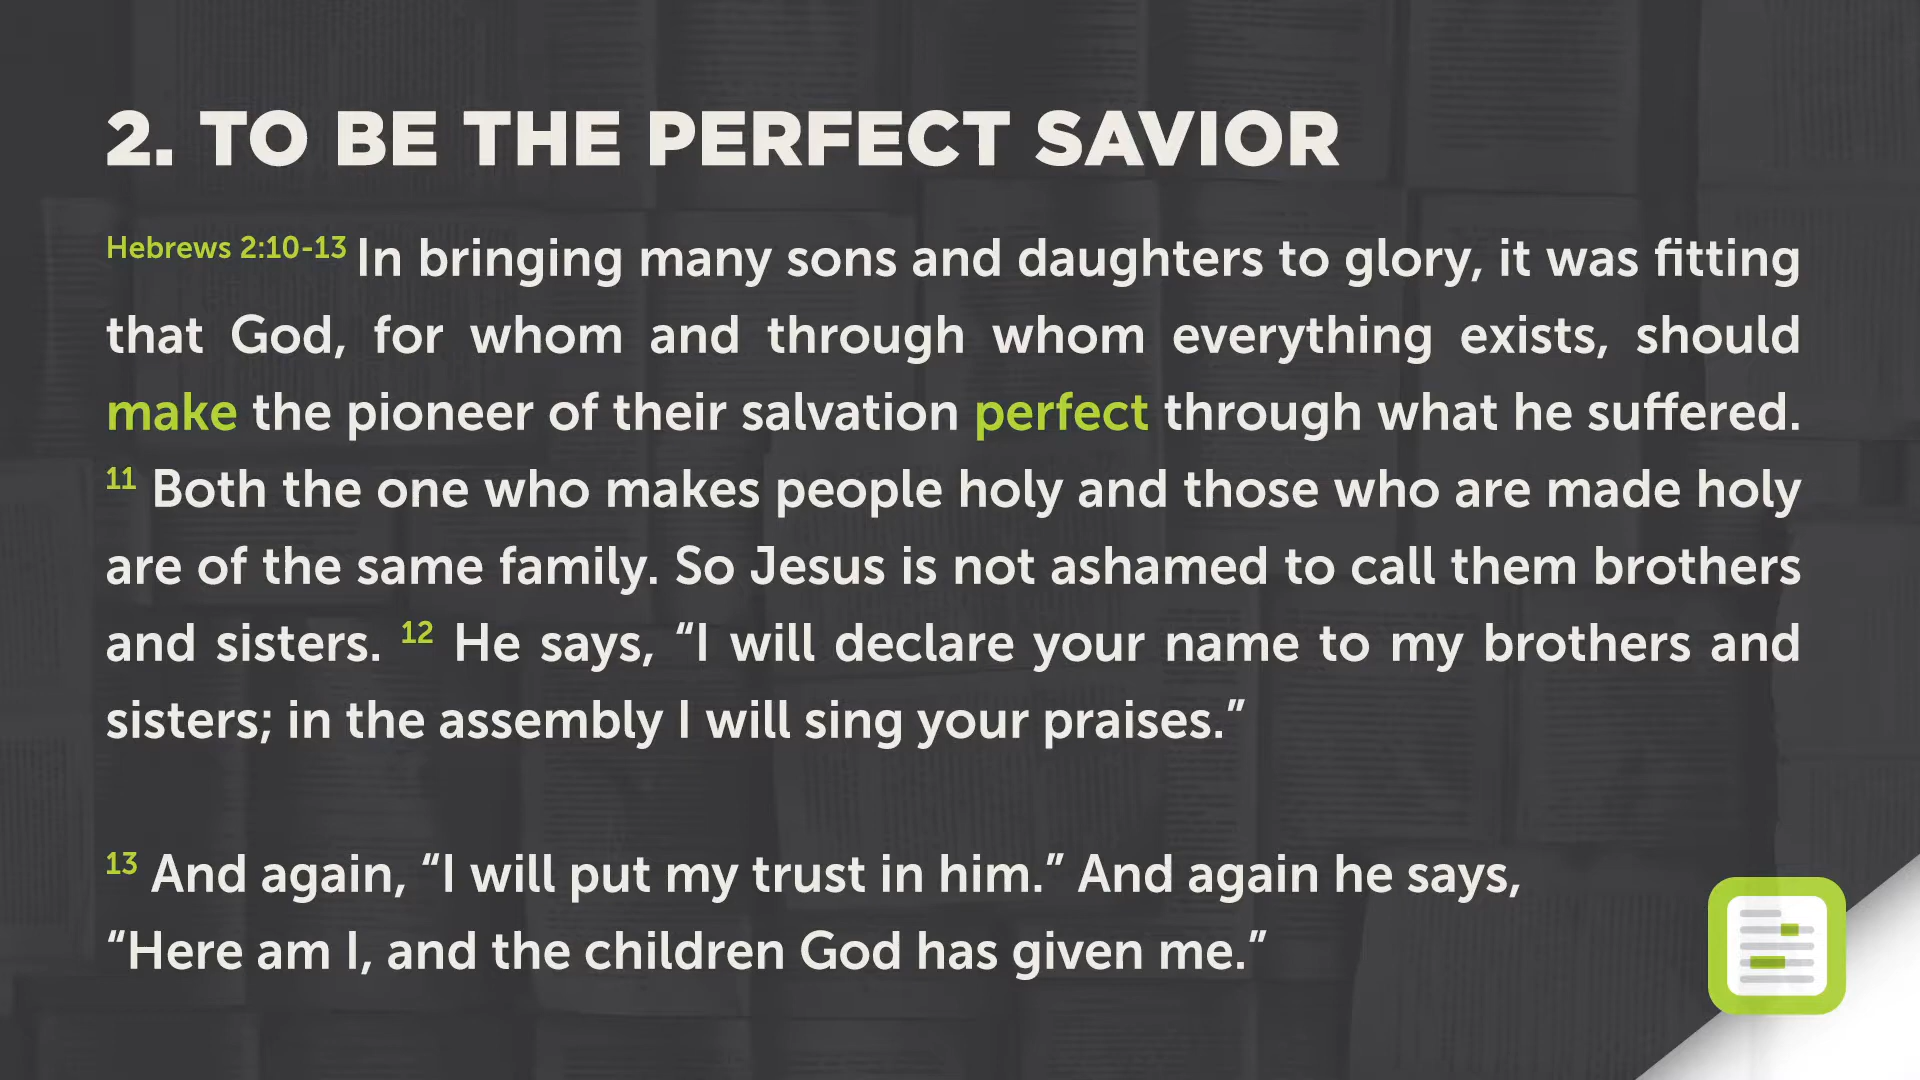 2. TO BE THE PERFECT SAVIOR
Hebrews 2:10-13 In bringing many sons and daughters to glory, it was fitting
that God, for whom and through whom everything exists, should
make the pioneer of their salvation perfect through what he suffered.
11 Both the one who makes people holy and those who are made holy
are of the same family. So Jesus is not ashamed to call them brothers
and sisters. 12 He says, “I will declare your name to my brothers and
sisters; in the assembly I will sing your praises.”
13 And again, “I will put my trust in him.” And again he says,
“Here am I, and the children God has given me.”